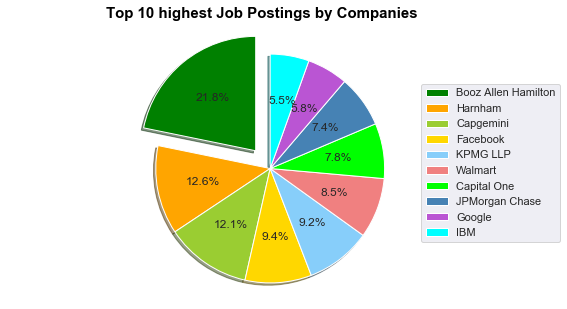 Top 10 highest Job Postings by Companies
21.8%
12.6%
12.1%
9.4%
9.2%
8.5%
7.8%
7.4%
5.8%
5.5%
Booz Allen Hamilton
Harnham
Capgemini
Facebook
KPMG LLP
Walmart
Capital One
JPMorgan Chase
Google
IBM